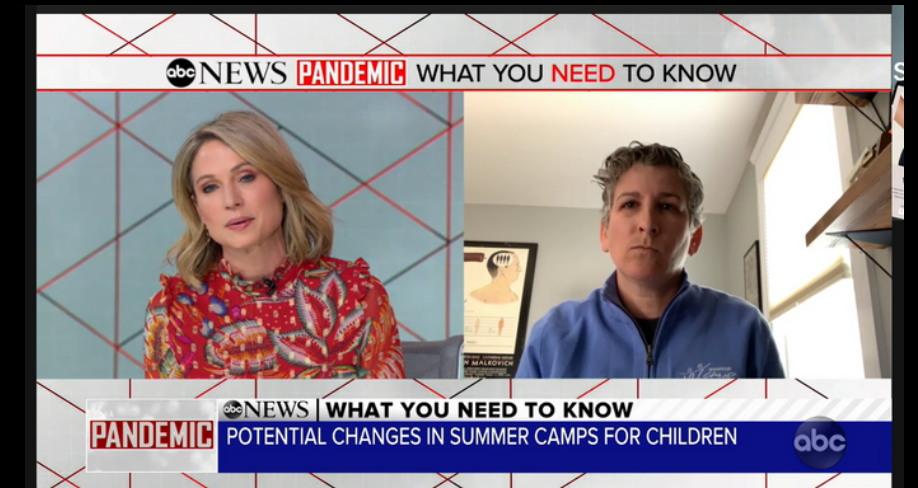 abc NEWS PANDEMIC WHAT YOU NEED TO KNOW
N MALKOVICH
abc NEWS | WHAT YOU NEED TO KNOW
PANDEMIC
POTENTIAL CHANGES IN SUMMER CAMPS FOR CHILDREN
abc